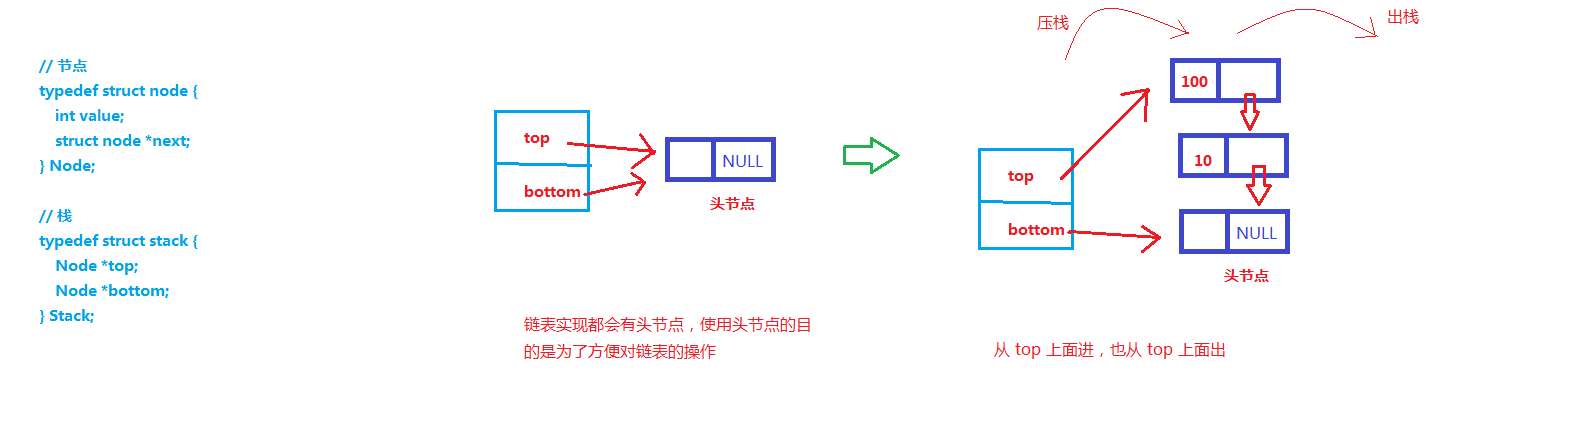 // 节点
typedef struct node {
int value;
struct node *next;
} Node;
// 栈
typedef struct stack {
Node *top;
Node *bottom;
} Stack;
top
bottom
NULL
头节点
链表实现都会有头节点，使用头节点的目
的是为了方便对链表的操作
压栈
出栈
100
10
top
bottom
NULL
头节点
从 top 上面进，也从 top 上面出